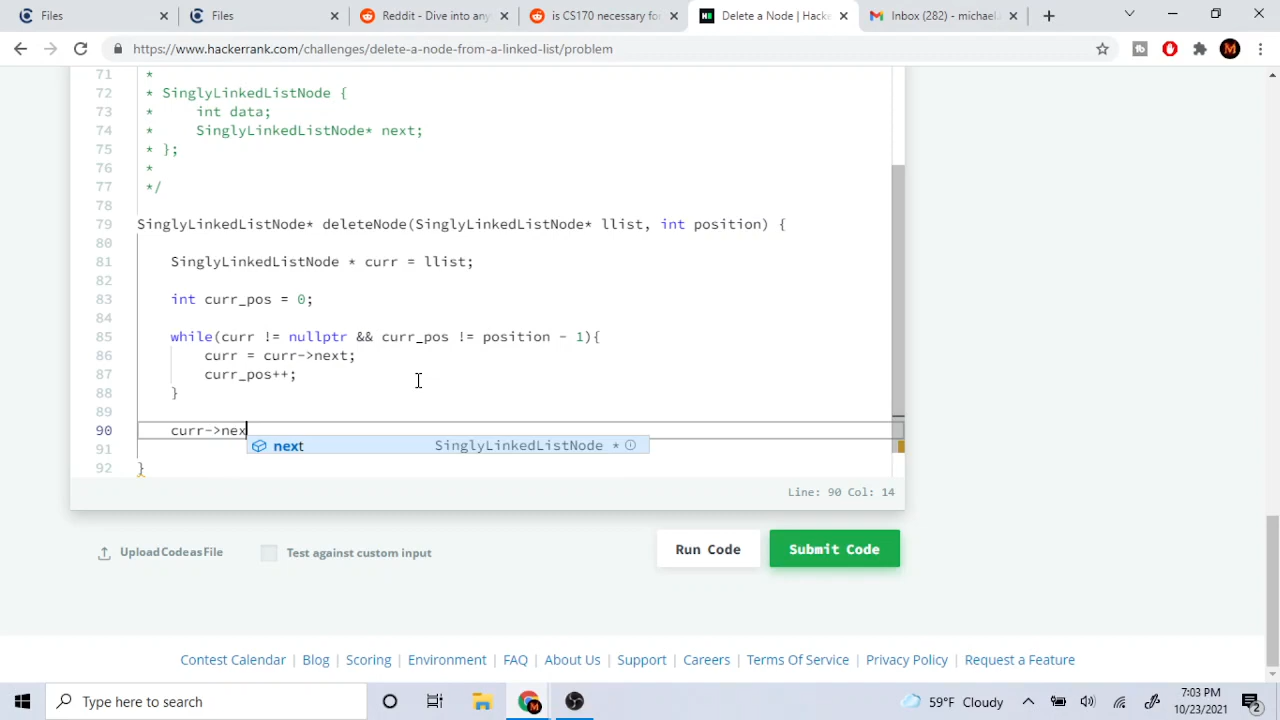 Files
Files
Reddit - Dive into any
is CS170 necessary fo
Delete a Node | Hacke
Inbox (282) - michael.
https://www.hackerrank.com/challenges/delete-a-node-from-a-linked-list/problem
71 *
72 * SinglyLinkedListNode {
73 * int data;
74 * SinglyLinkedListNode* next;
75 * };
76 *
77 */
78
79 SinglyLinkedListNode* deleteNode(SinglyLinkedListNode* llist, int position) {
80
81 SinglyLinkedListNode * curr = llist;
82
83 int curr_pos = 0;
84
85 while(curr != nullptr && curr_pos != position - 1){
86 curr = curr->next;
87 curr_pos++;
88 }
89
90 curr->nex
next SinglyLinkedListNode *
91
92 }
Line: 90 Col: 14
Upload Code as File
Test against custom input
Run Code
Submit Code
Contest Calendar | Blog | Scoring | Environment | FAQ | About Us | Support | Careers | Terms Of Service | Privacy Policy | Request a Feature
Type here to search
59°F Cloudy
7:03 PM
10/23/2021
2